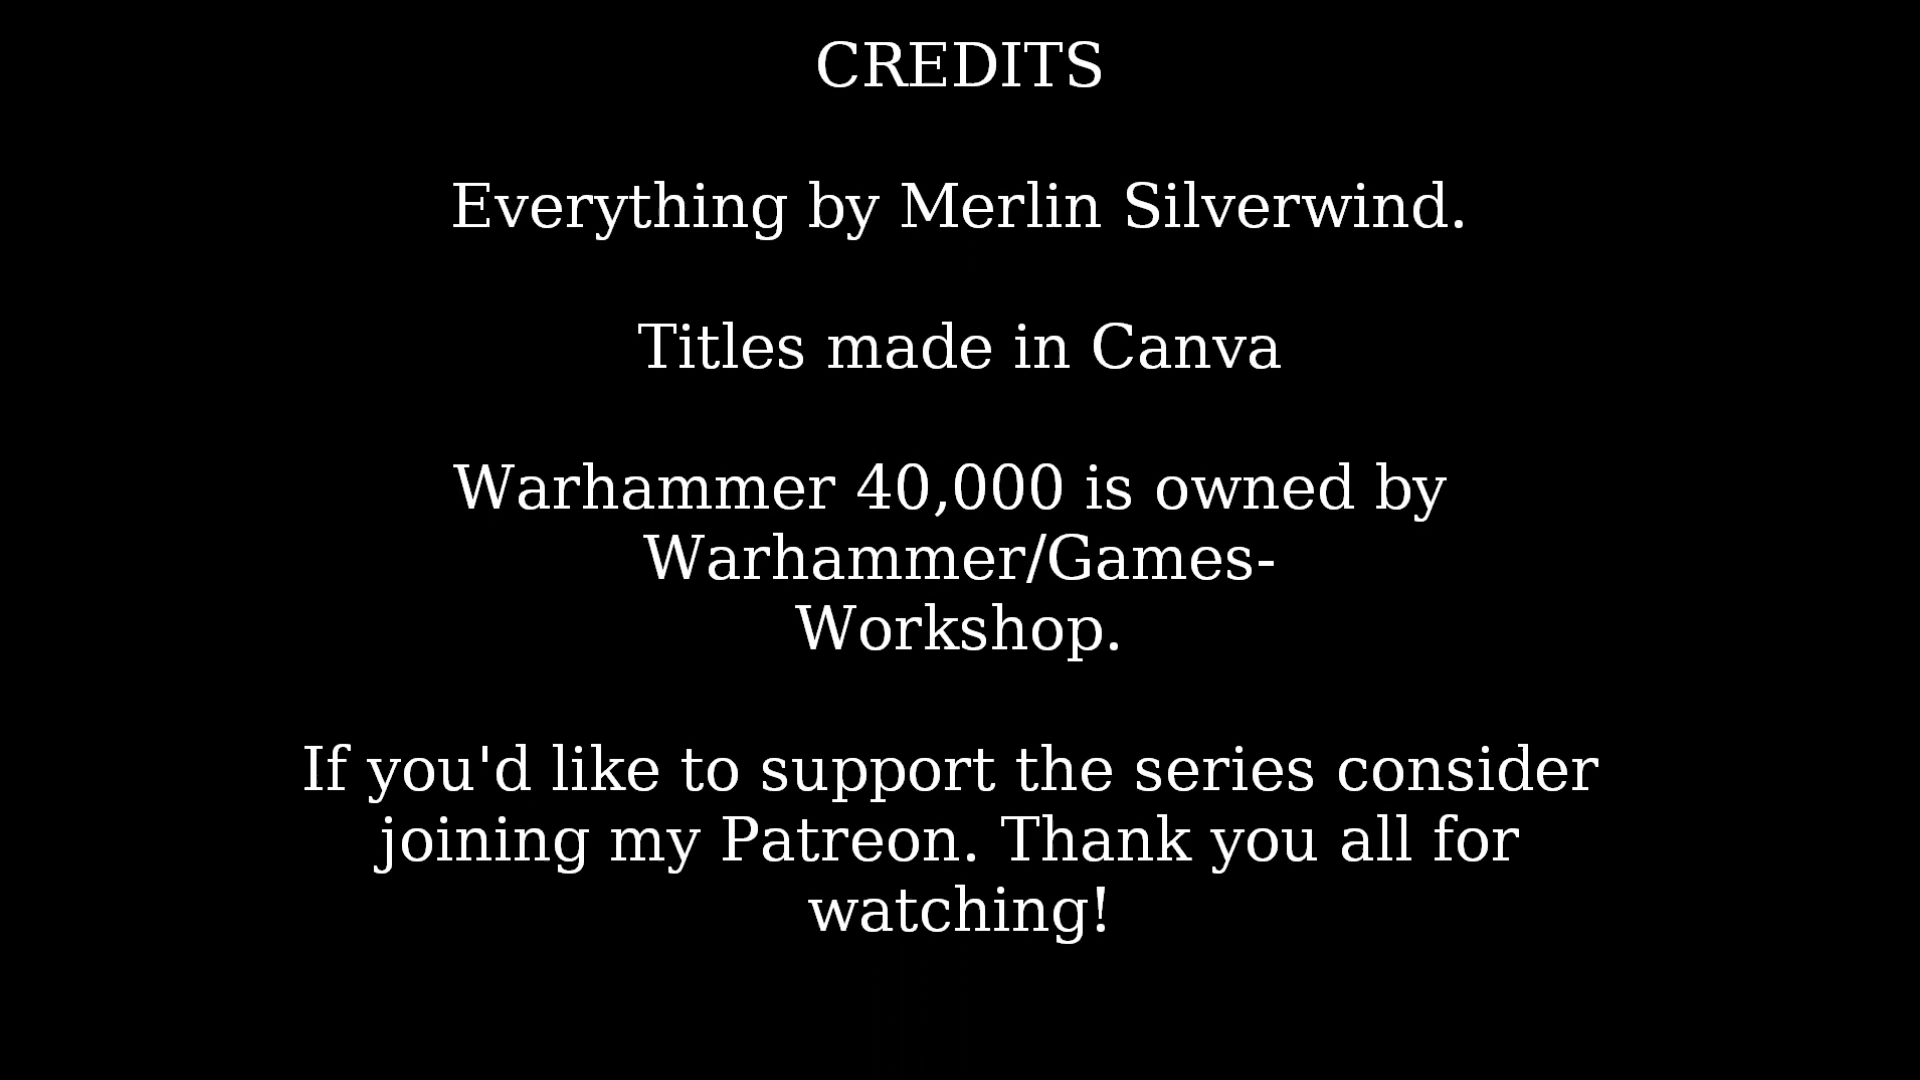 CREDITS
Everything by Merlin Silverwind.
Titles made in Canva
Warhammer 40,000 is owned by
Warhammer/Games-
Workshop.
If you'd like to support the series consider
joining my Patreon. Thank you all for
watching!